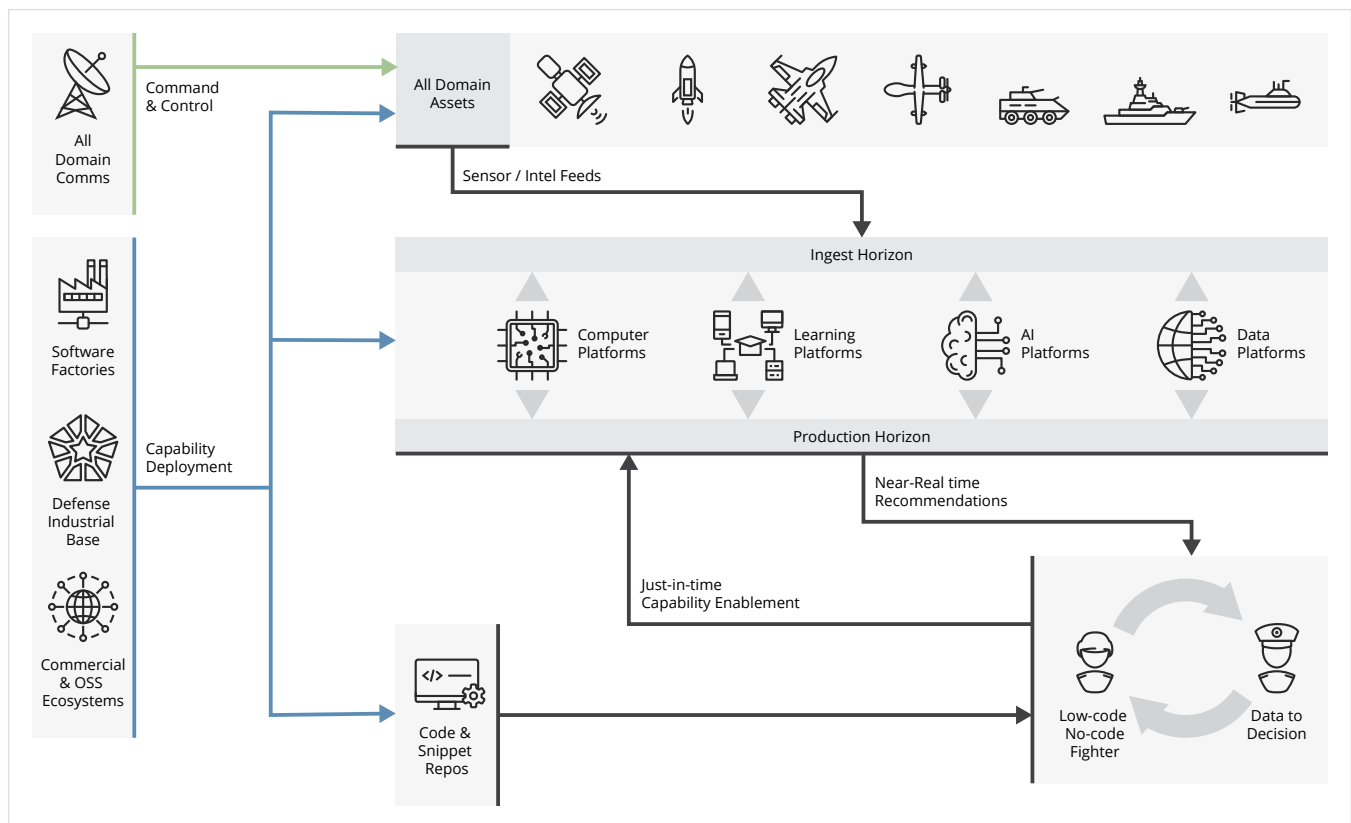 All
Domain
Comms
Command
& Control
All Domain
Assets
Sensor / Intel Feeds
Software
Factories
Defense
Industrial
Base
Commercial
& OSS
Ecosystems
Capability
Deployment
Ingest Horizon
Computer
Platforms
Learning
Platforms
AI
Platforms
Data
Platforms
Production Horizon
Near-Real time
Recommendations
Just-in-time
Capability Enablement
</>
Code &
Snippet
Repos
Low-code
No-code
Fighter
Data to
Decision